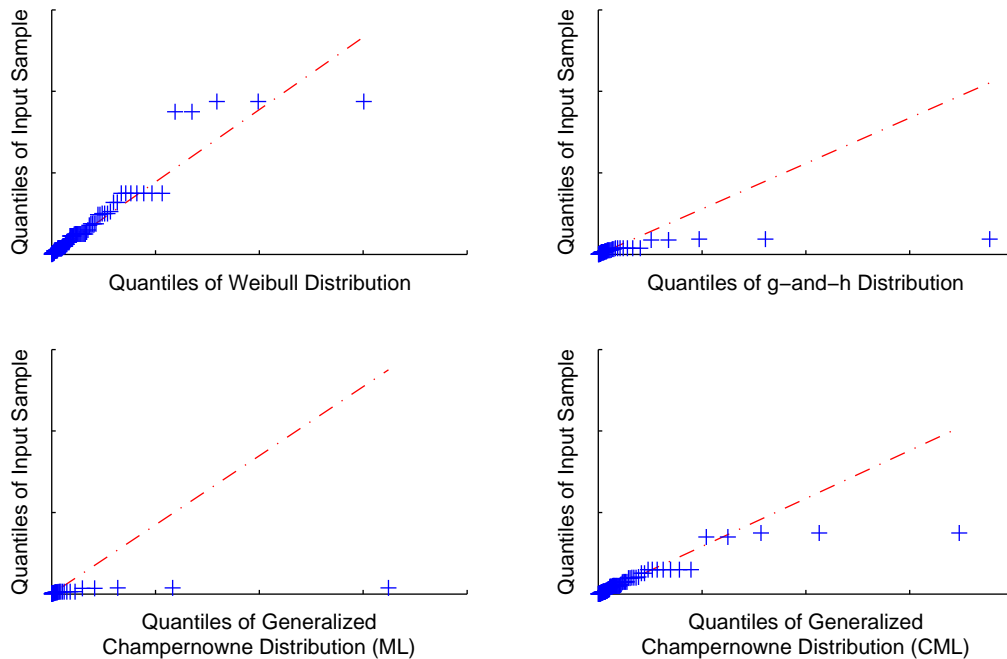 Quantiles of Input Sample
Quantiles of Weibull Distribution
Quantiles of Input Sample
Quantiles of g−and−h Distribution
Quantiles of Input Sample
Quantiles of Generalized
Champernowne Distribution (ML)
Quantiles of Input Sample
Quantiles of Generalized
Champernowne Distribution (CML)